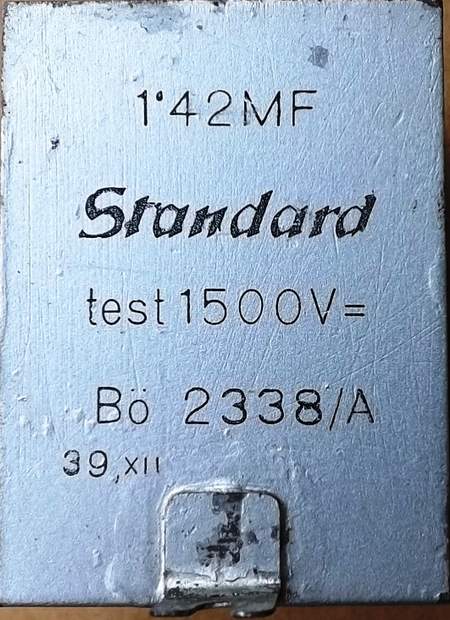 1·42MF
Standard
test 1500V=
Bö 2338/A
39,XII